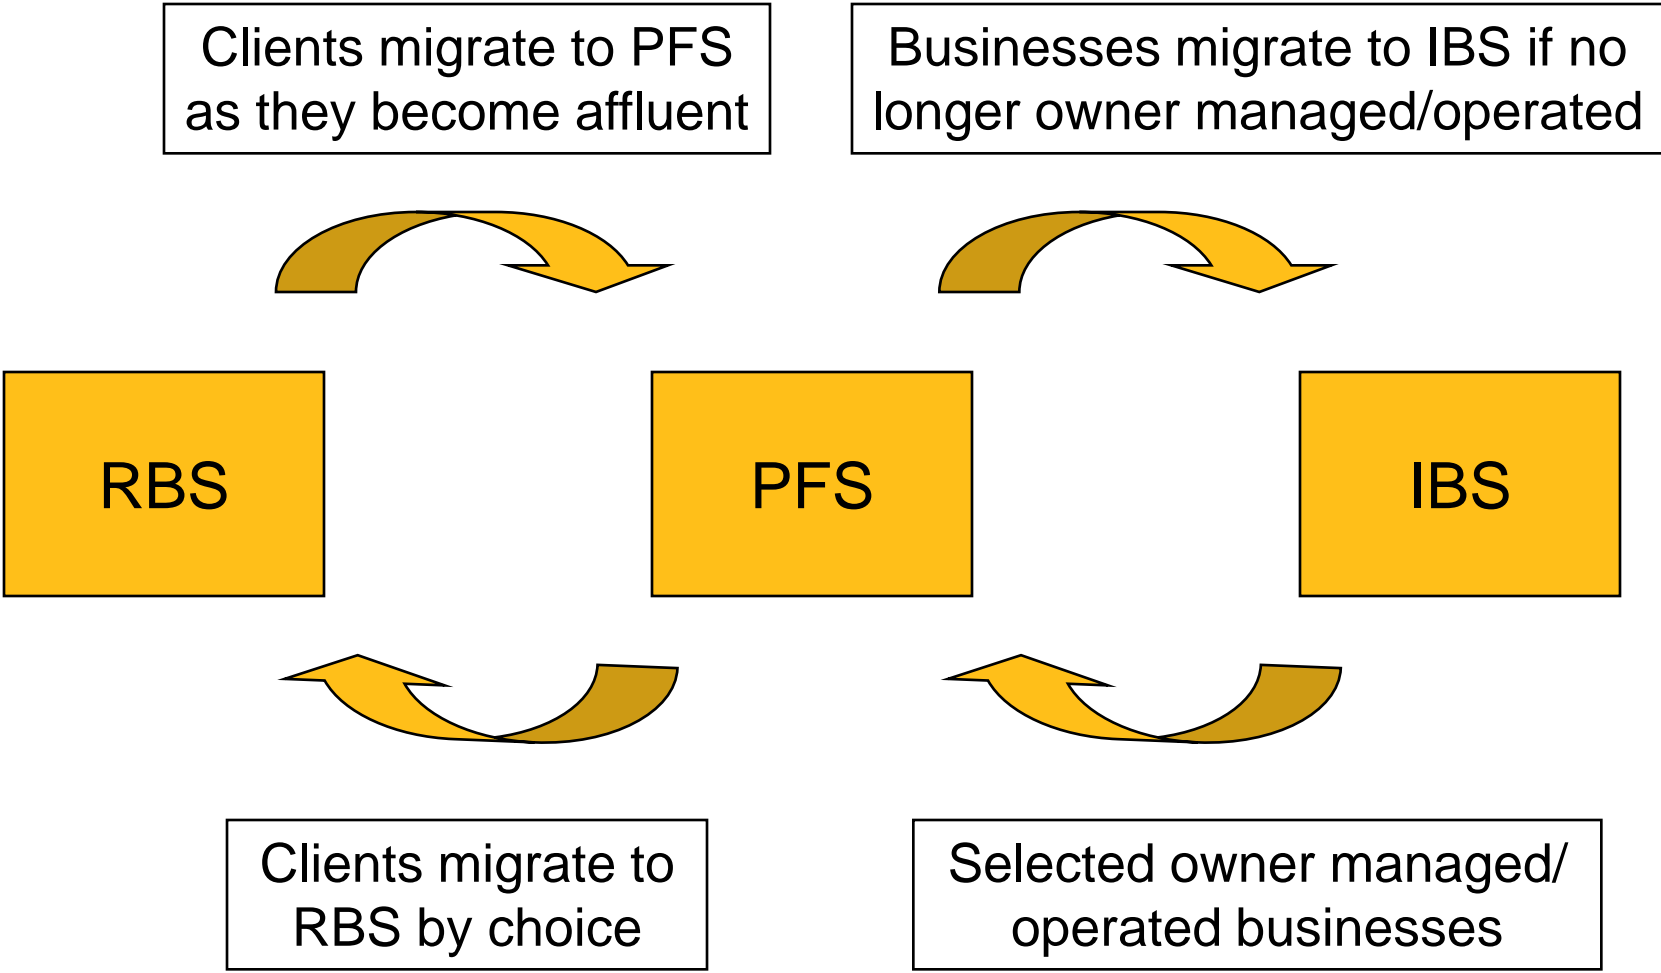 Clients migrate to PFS
as they become affluent
Businesses migrate to IBS if no
longer owner managed/operated
RBS
PFS
IBS
Clients migrate to
RBS by choice
Selected owner managed/
operated businesses